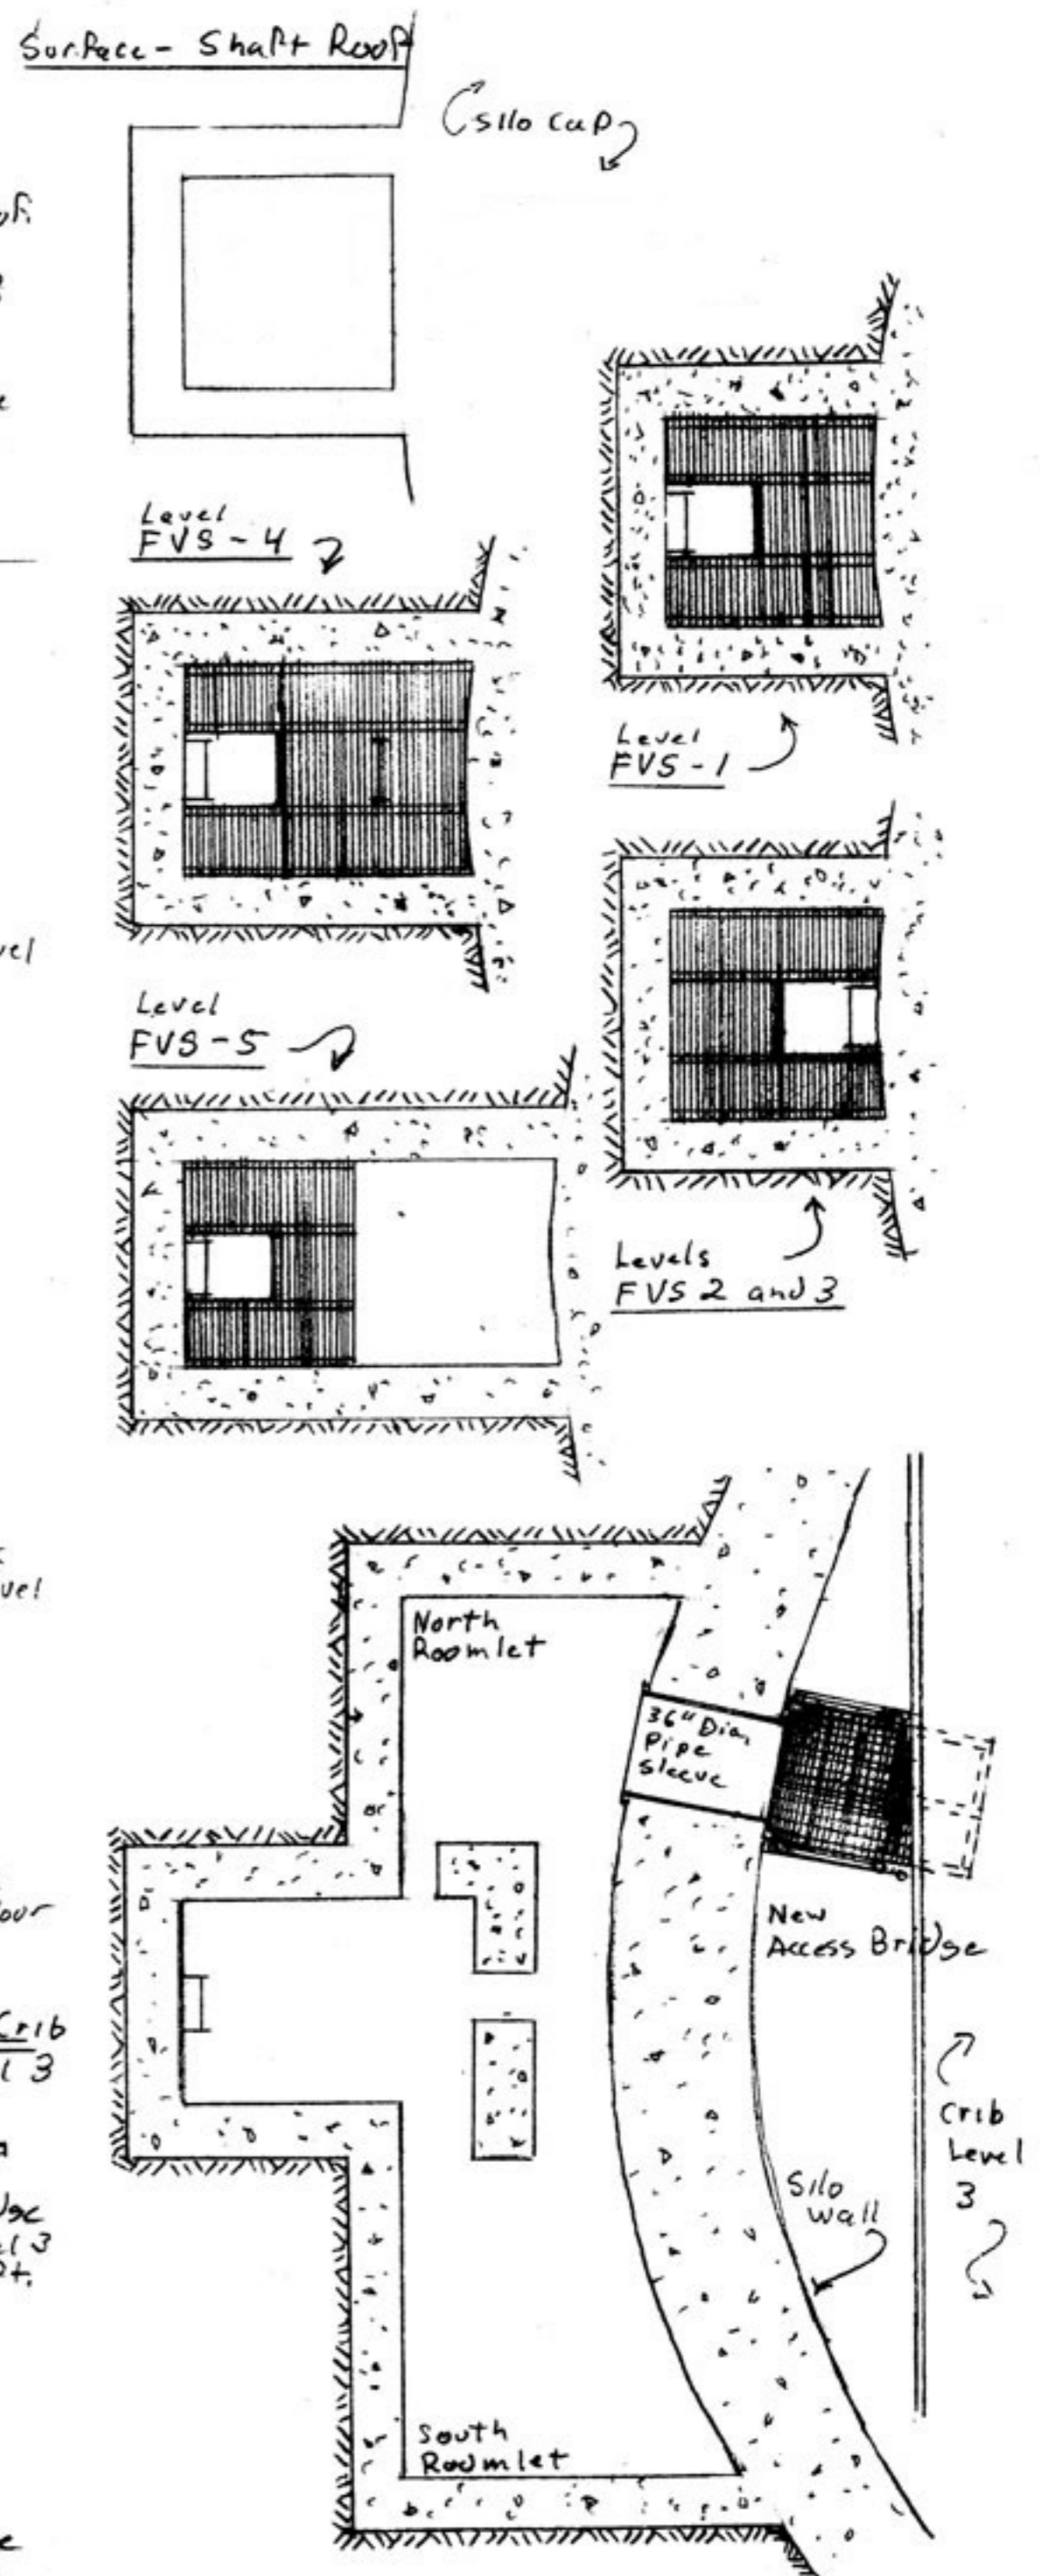 Surface - Shaft Roof
Silo Cap
Level
FVS - 4
Level
FVS - 1
Level
FVS - 5
Levels
FVS 2 and 3
North
Roomlet
36" Dia.
Pipe
Sleeve
New
Access Bridge
Crib
Level
3
Silo
Wall
South
Roomlet
Crib